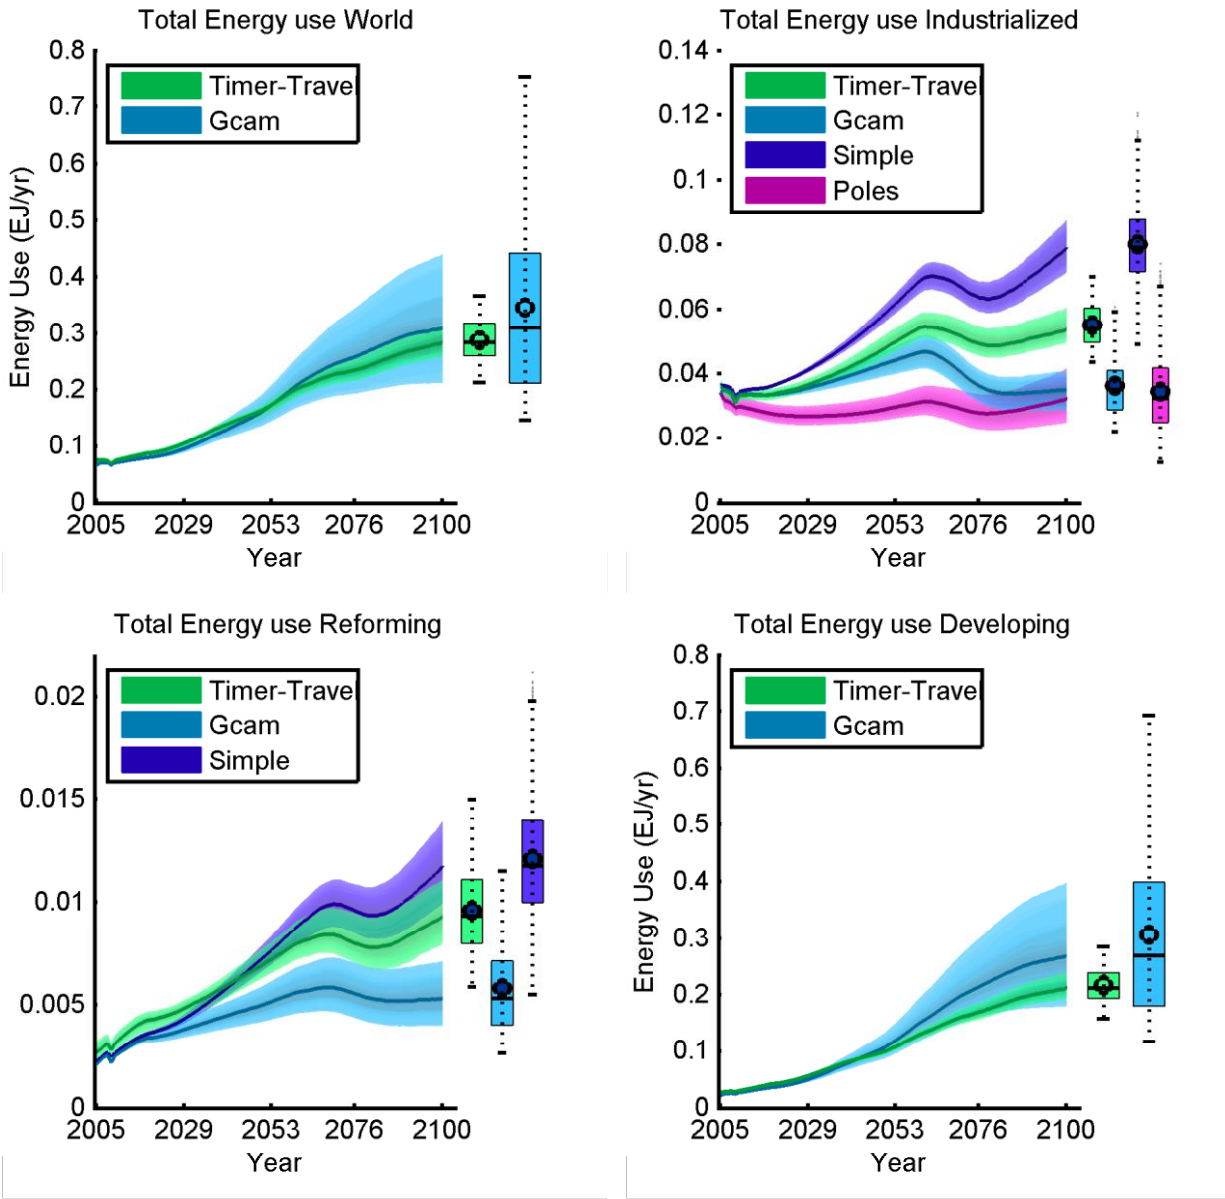 Total Energy use World
0.8
0.7
0.6
0.5
0.4
0.3
0.2
0.1
0
Energy Use (EJ/yr)
Timer-Travel
Gcam
2005 2029 2053 2076 2100
Year
Total Energy use Industrialized
0.14
0.12
0.1
0.08
0.06
0.04
0.02
0
Timer-Travel
Gcam
Simple
Poles
2005 2029 2053 2076 2100
Year
Total Energy use Reforming
0.02
0.015
0.01
0.005
0
Timer-Travel
Gcam
Simple
2005 2029 2053 2076 2100
Year
Total Energy use Developing
0.8
0.7
0.6
0.5
0.4
0.3
0.2
0.1
0
Energy Use (EJ/yr)
Timer-Travel
Gcam
2005 2029 2053 2076 2100
Year